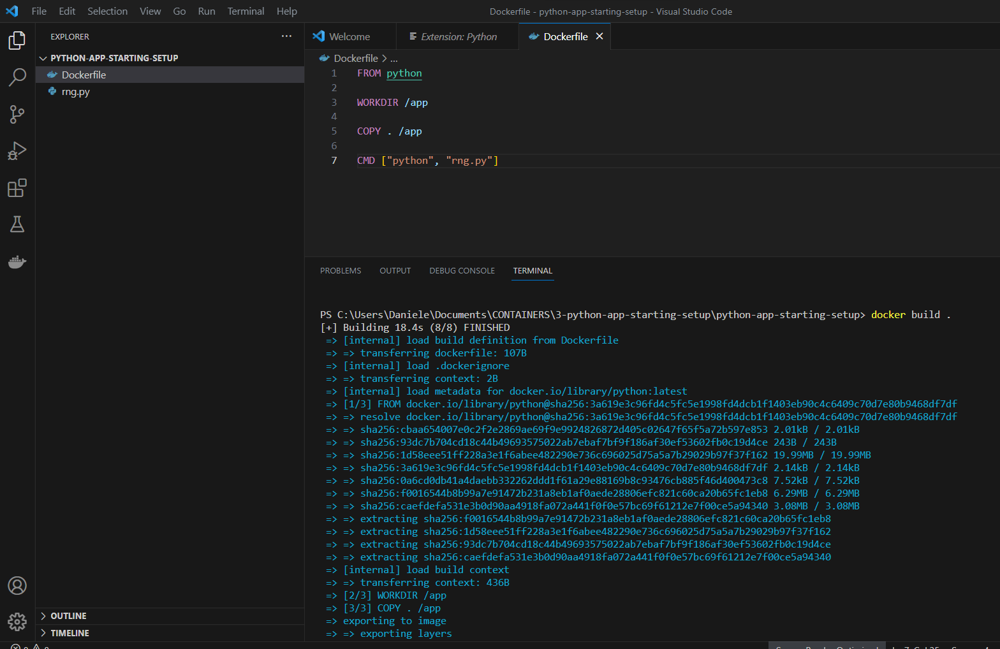 File Edit Selection View Go Run Terminal Help
Dockerfile - python-app-starting-setup - Visual Studio Code
EXPLORER ···
PYTHON-APP-STARTING-SETUP
Dockerfile
rng.py
OUTLINE
TIMELINE
Welcome
Extension: Python
Dockerfile
Dockerfile > ...
1 FROM python
2
3 WORKDIR /app
4
5 COPY . /app
6
7 CMD ["python", "rng.py"]
PROBLEMS OUTPUT DEBUG CONSOLE TERMINAL
PS C:\Users\Daniele\Documents\CONTAINERS\3-python-app-starting-setup\python-app-starting-setup> docker build .
[+] Building 18.4s (8/8) FINISHED
=> [internal] load build definition from Dockerfile
=> => transferring dockerfile: 107B
=> [internal] load .dockerignore
=> => transferring context: 2B
=> [internal] load metadata for docker.io/library/python:latest
=> [1/3] FROM docker.io/library/python@sha256:3a619e3c96fd4c5fc5e1998fd4dcb1f1403eb90c4c6409c70d7e80b9468df7df
=> => resolve docker.io/library/python@sha256:3a619e3c96fd4c5fc5e1998fd4dcb1f1403eb90c4c6409c70d7e80b9468df7df
=> => sha256:cbaa654007e0c2f2e2869ae69f9e9924826872d405c02647f65f5a72b597e853 2.01kB / 2.01kB
=> => sha256:93dc7b704cd18c44b49693575022ab7ebaf7bf9f186af30ef53602fb0c19d4ce 243B / 243B
=> => sha256:1d58eee51ff228a3e1f6abee482290e736c696025d75a5a7b29029b97f37f162 19.99MB / 19.99MB
=> => sha256:3a619e3c96fd4c5fc5e1998fd4dcb1f1403eb90c4c6409c70d7e80b9468df7df 2.14kB / 2.14kB
=> => sha256:0a6cd0db41a4daebb332262ddd1f61a29e88169b8c93476cb885f46d400473c8 7.52kB / 7.52kB
=> => sha256:f0016544b8b99a7e91472b231a8eb1af0aede28806efc821c60ca20b65fc1eb8 6.29MB / 6.29MB
=> => sha256:caefdefa531e3b0d90aa4918fa072a441f0f0e57bc69f61212e7f00ce5a94340 3.08MB / 3.08MB
=> => extracting sha256:f0016544b8b99a7e91472b231a8eb1af0aede28806efc821c60ca20b65fc1eb8
=> => extracting sha256:1d58eee51ff228a3e1f6abee482290e736c696025d75a5a7b29029b97f37f162
=> => extracting sha256:93dc7b704cd18c44b49693575022ab7ebaf7bf9f186af30ef53602fb0c19d4ce
=> => extracting sha256:caefdefa531e3b0d90aa4918fa072a441f0f0e57bc69f61212e7f00ce5a94340
=> [internal] load build context
=> => transferring context: 436B
=> [2/3] WORKDIR /app
=> [3/3] COPY . /app
=> exporting to image
=> => exporting layers